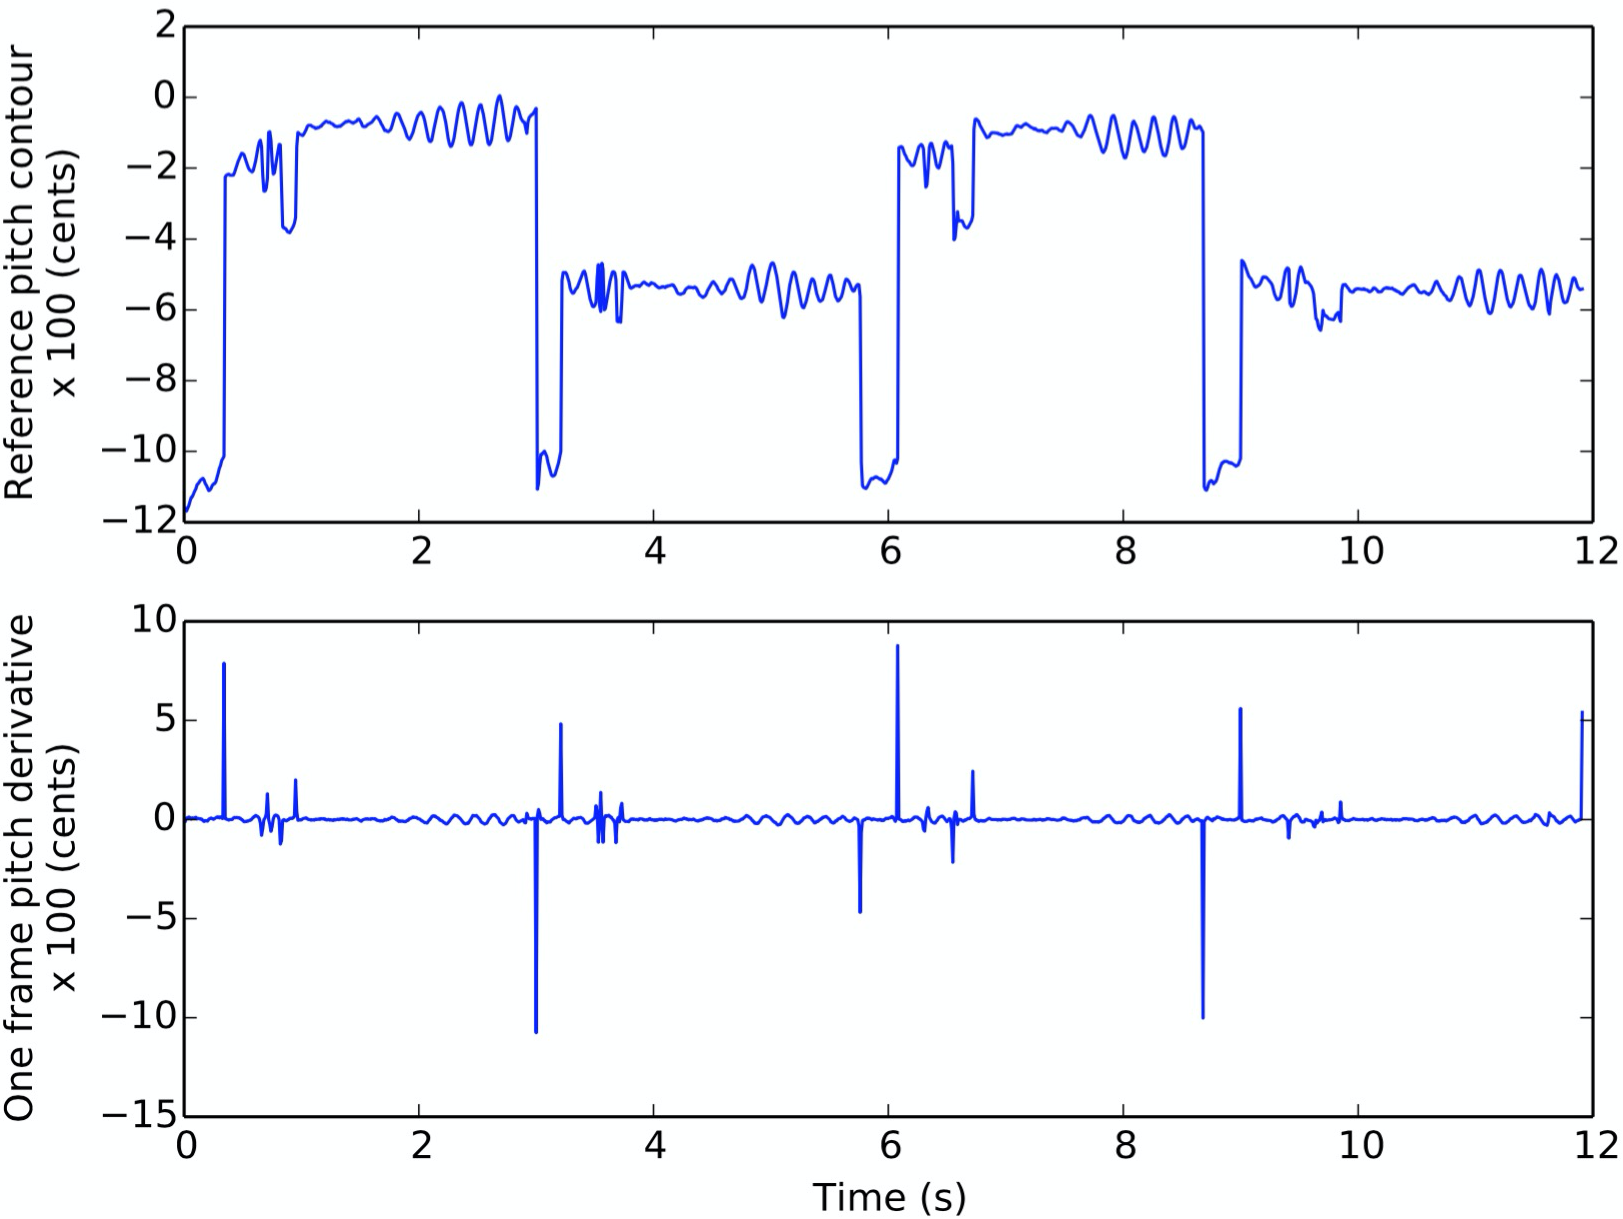 Reference pitch contour
x 100 (cents)
2
0
−2
−4
−6
−8
−10
−12
0 2 4 6 8 10 12
One frame pitch derivative
x 100 (cents)
10
5
0
−5
−10
−15
0 2 4 6 8 10 12
Time (s)